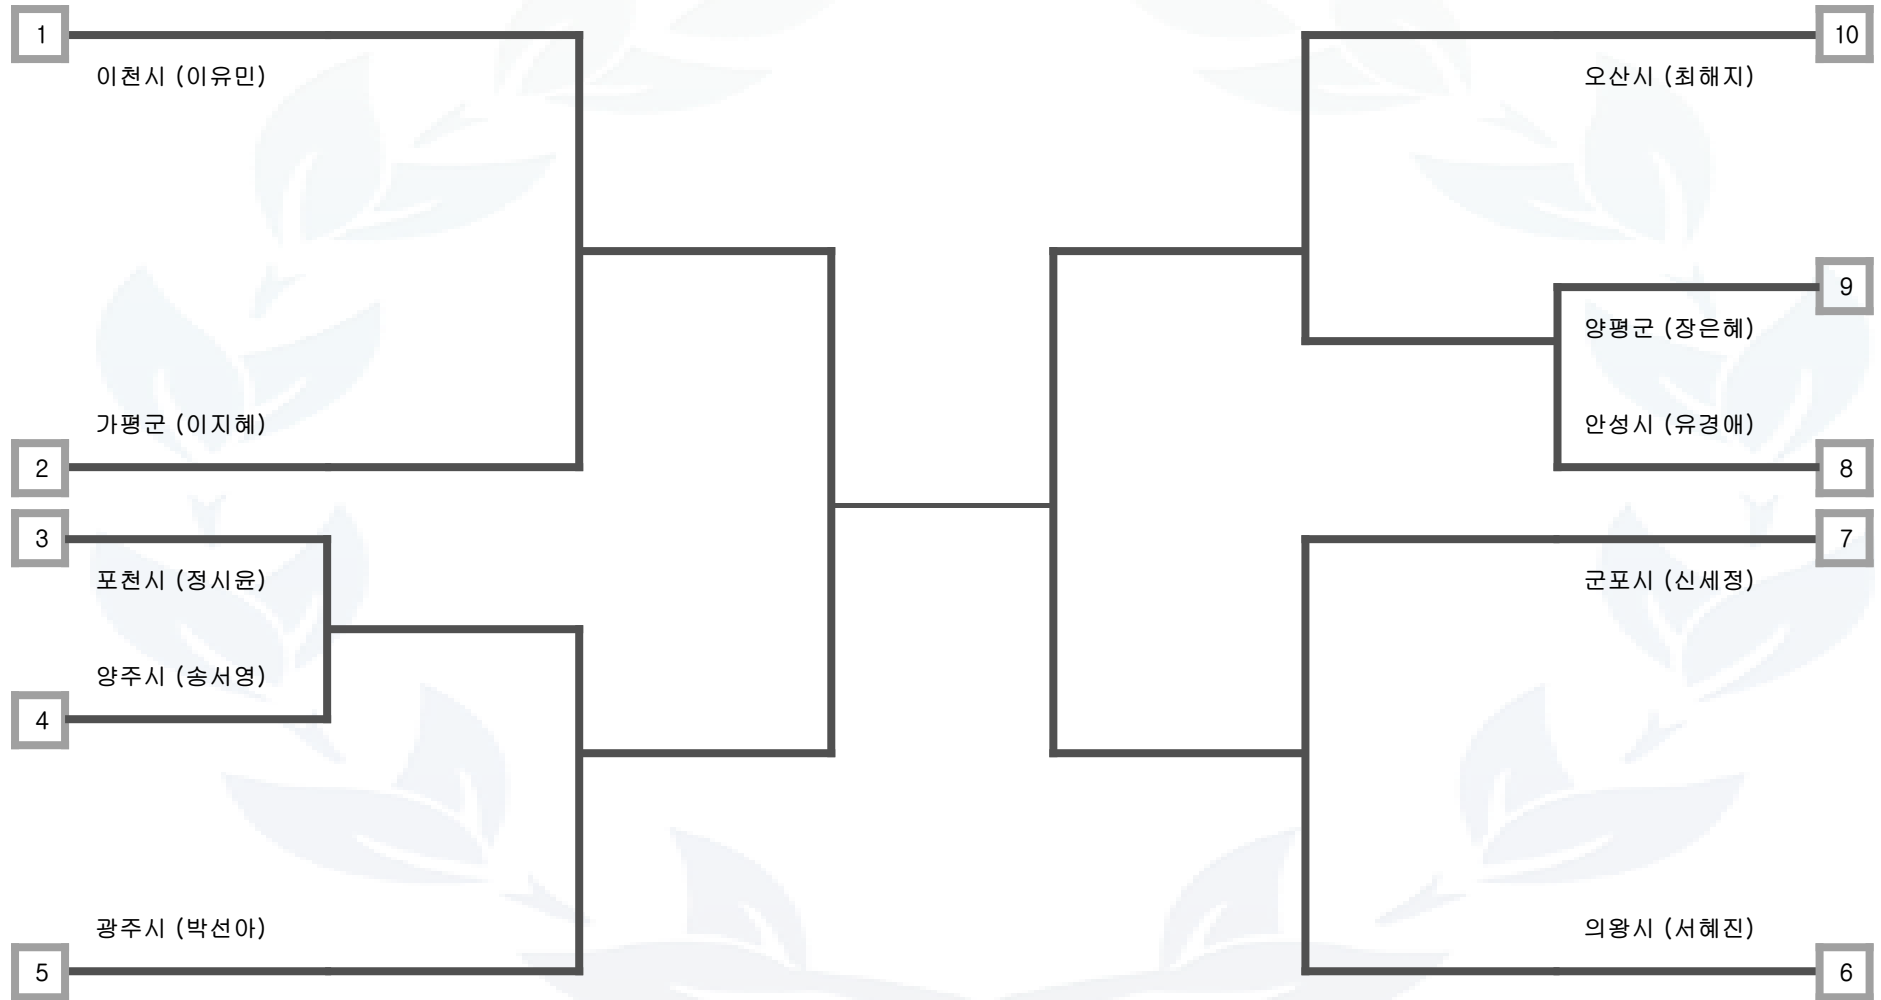 1
이천시 (이유민)
가평군 (이지혜)
2
3
포천시 (정시윤)
양주시 (송서영)
4
광주시 (박선아)
5
10
오산시 (최해지)
9
양평군 (장은혜)
안성시 (유경애)
8
7
군포시 (신세정)
의왕시 (서혜진)
6